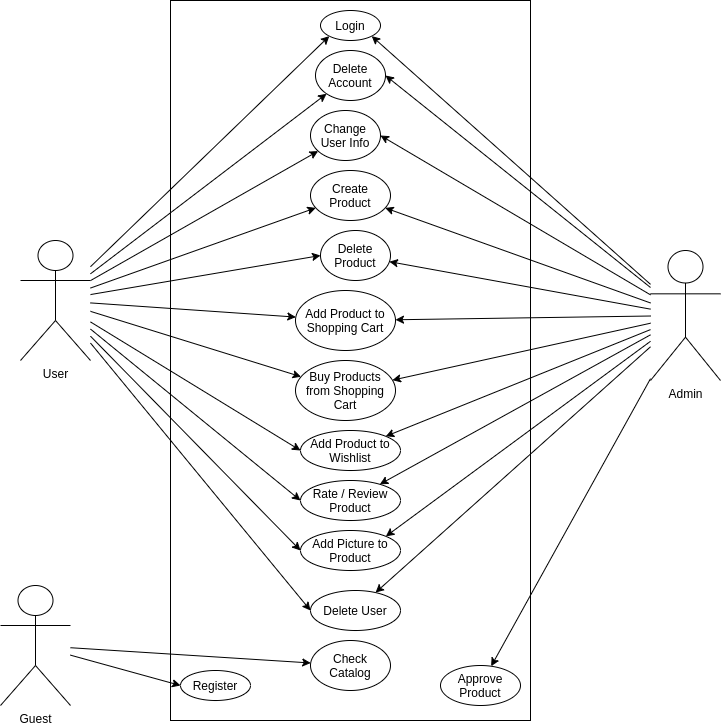 Login
Delete
Account
Change
User Info
Create
Product
Delete
Product
Add Product to
Shopping Cart
User
Buy Products
from Shopping
Cart
Admin
Add Product to
Wishlist
Rate / Review
Product
Add Picture to
Product
Delete User
Check
Catalog
Register
Approve
Product
Guest